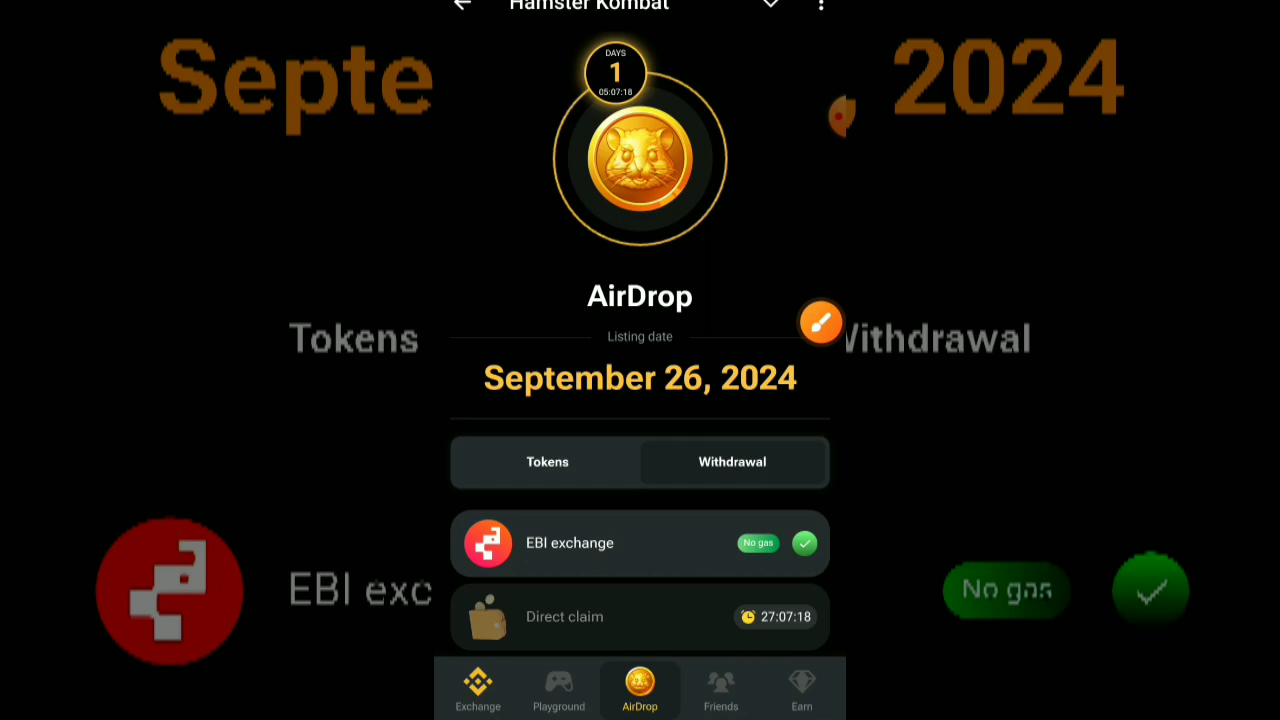 Hamster Kombat
Septe
2024
DAYS
1
05:07:18
AirDrop
Listing date
September 26, 2024
Tokens
Withdrawal
Tokens
Withdrawal
EBI exchange
No gas
EBI exc
No gas
Direct claim
27:07:18
Exchange
Playground
AirDrop
Friends
Earn